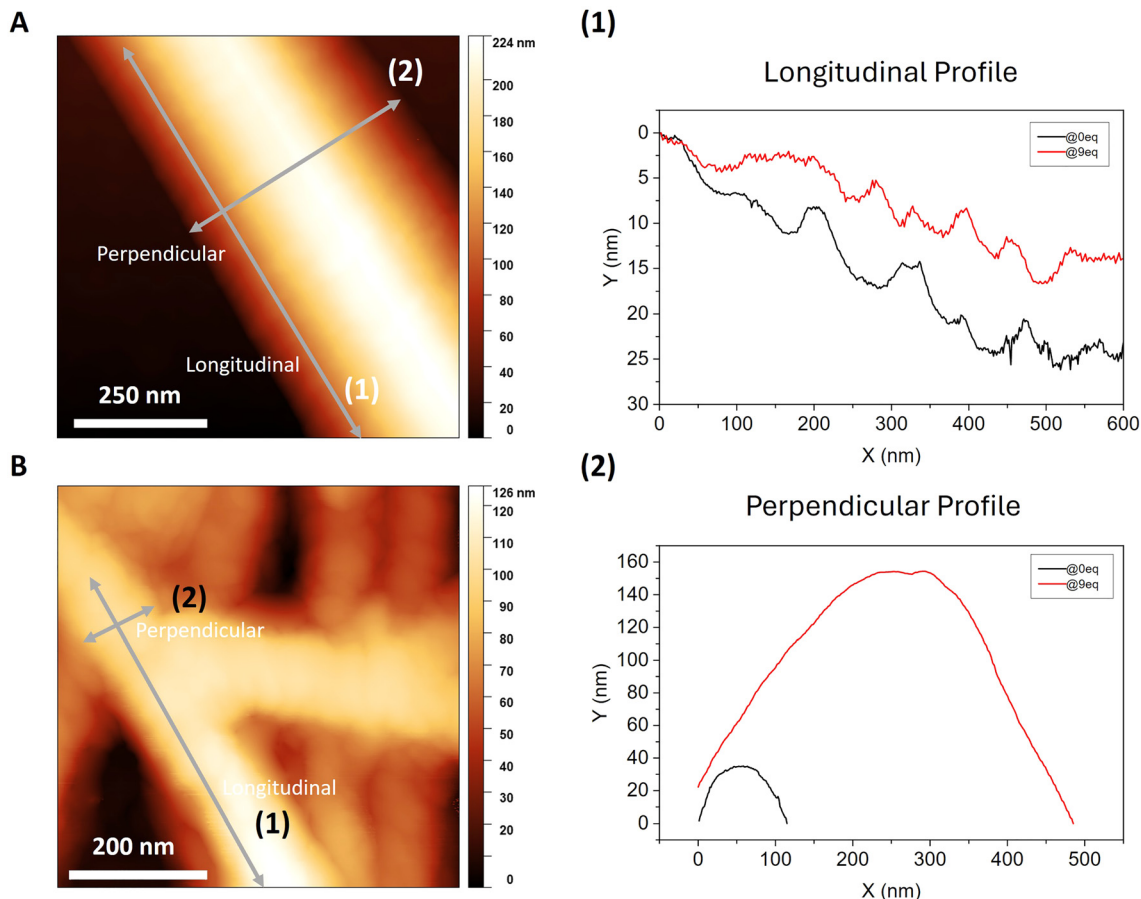 A
(2)
Perpendicular
Longitudinal
(1)
250 nm
224 nm
200
180
160
140
120
100
80
60
40
20
0
(1)
Longitudinal Profile
@0eq
@9eq
0
5
10
15
20
25
30
Y (nm)
0 100 200 300 400 500 600
X (nm)
B
(2)
Perpendicular
Longitudinal
(1)
200 nm
126 nm
120
110
100
90
80
70
60
50
40
30
20
10
0
(2)
Perpendicular Profile
@0eq
@9eq
160
140
120
100
80
60
40
20
0
Y (nm)
0 100 200 300 400 500
X (nm)